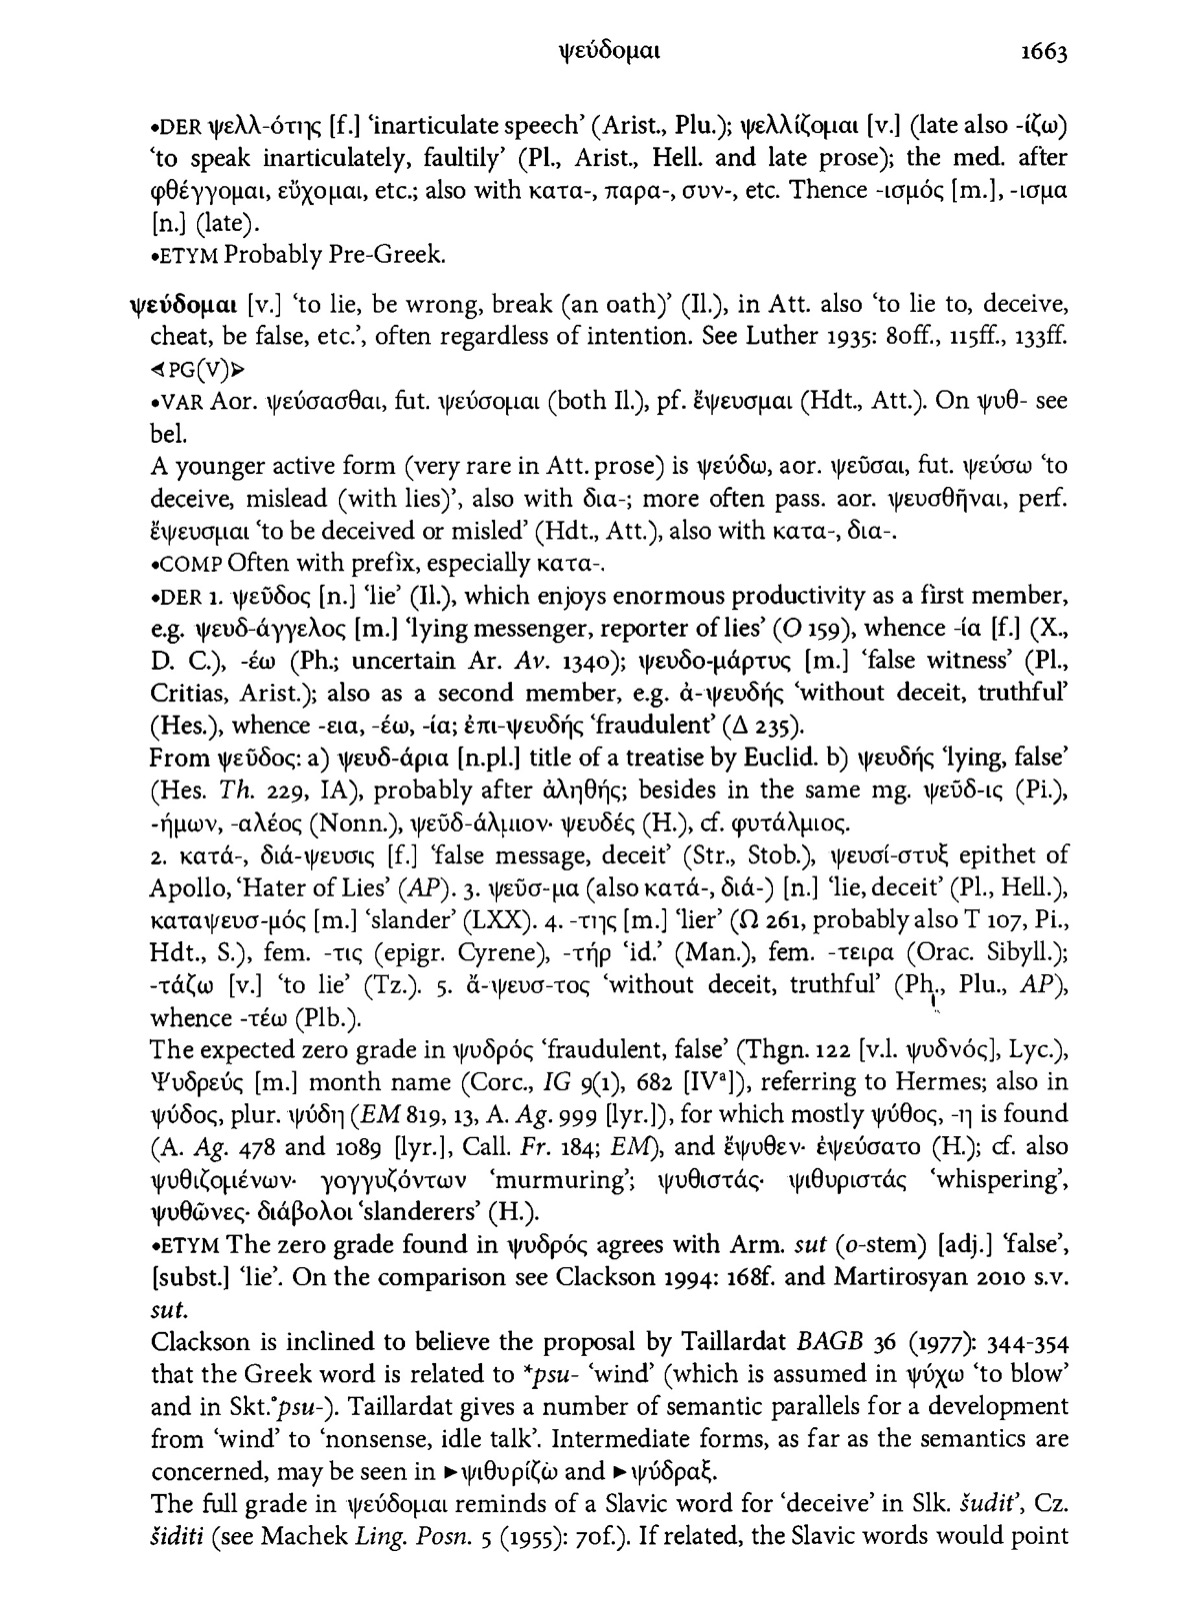 ψεύδομαι 1663
•DER ψελλ-ότης [f.] ‘inarticulate speech’ (Arist., Plu.); ψελλίζομαι [v.] (late also -ίζω)
‘to speak inarticulately, faultily’ (Pl., Arist., Hell. and late prose); the med. after
φθέγγομαι, εὔχομαι, etc.; also with κατα-, παρα-, συν-, etc. Thence -ισμός [m.], -ισμα
[n.] (late).
•ETYM Probably Pre-Greek.
ψεύδομαι [v.] ‘to lie, be wrong, break (an oath)’ (Il.), in Att. also ‘to lie to, deceive,
cheat, be false, etc.’, often regardless of intention. See Luther 1935: 80ff., 115ff., 133ff.
⊲PG(V)⊳
•VAR Aor. ψεύσασθαι, fut. ψεύσομαι (both Il.), pf. ἔψευσμαι (Hdt., Att.). On ψυθ- see
bel.
A younger active form (very rare in Att. prose) is ψεύδω, aor. ψεῦσαι, fut. ψεύσω ‘to
deceive, mislead (with lies)’, also with δια-; more often pass. aor. ψευσθῆναι, perf.
ἔψευσμαι ‘to be deceived or misled’ (Hdt., Att.), also with κατα-, δια-.
•COMP Often with prefix, especially κατα-.
•DER 1. ψεῦδος [n.] ‘lie’ (Il.), which enjoys enormous productivity as a first member,
e.g. ψευδ-άγγελος [m.] ‘lying messenger, reporter of lies’ (Ο 159), whence -ία [f.] (X.,
D. C.), -έω (Ph.; uncertain Ar. Av. 1340); ψευδο-μάρτυς [m.] ‘false witness’ (Pl.,
Critias, Arist.); also as a second member, e.g. ἀ-ψευδής ‘without deceit, truthful’
(Hes.), whence -εια, -έω, -ία; ἐπι-ψευδής ‘fraudulent’ (Δ 235).
From ψεῦδος: a) ψευδ-άρια [n.pl.] title of a treatise by Euclid. b) ψευδής ‘lying, false’
(Hes. Th. 229, IA), probably after ἀληθής; besides in the same mg. ψεῦδ-ις (Pi.),
-ήμων, -αλέος (Nonn.), ψεῦδ-άλμιον· ψευδές (H.), cf. φυτάλμιος.
2. κατά-, διά-ψευσις [f.] ‘false message, deceit’ (Str., Stob.), ψευσί-στυξ epithet of
Apollo, ‘Hater of Lies’ (AP). 3. ψεῦσ-μα (also κατά-, διά-) [n.] ‘lie, deceit’ (Pl., Hell.),
καταψευσ-μός [m.] ‘slander’ (LXX). 4. -της [m.] ‘lier’ (Ω 261, probably also Τ 107, Pi.,
Hdt., S.), fem. -τις (epigr. Cyrene), -τήρ ‘id.’ (Man.), fem. -τειρα (Orac. Sibyll.);
-τάζω [v.] ‘to lie’ (Tz.). 5. ἄ-ψευσ-τος ‘without deceit, truthful’ (Ph., Plu., AP),
whence -τέω (Plb.).
The expected zero grade in ψυδρός ‘fraudulent, false’ (Thgn. 122 [v.l. ψυδνός], Lyc.),
Ψυδρεύς [m.] month name (Corc., IG 9(1), 682 [IVª]), referring to Hermes; also in
ψύδος, plur. ψύδη (EM 819, 13, A. Ag. 999 [lyr.]), for which mostly ψύθος, -η is found
(A. Ag. 478 and 1089 [lyr.], Call. Fr. 184; EM), and ἔψυθεν· ἐψεύσατο (H.); cf. also
ψυθιζομένων· γογγυζόντων ‘murmuring’; ψυθιστάς· ψιθυριστάς ‘whispering’,
ψυθῶνες· διάβολοι ‘slanderers’ (H.).
•ETYM The zero grade found in ψυδρός agrees with Arm. sut (o-stem) [adj.] ‘false’,
[subst.] ‘lie’. On the comparison see Clackson 1994: 168f. and Martirosyan 2010 s.v.
sut.
Clackson is inclined to believe the proposal by Taillardat BAGB 36 (1977): 344-354
that the Greek word is related to *psu- ‘wind’ (which is assumed in ψύχω ‘to blow’
and in Skt.°psu-). Taillardat gives a number of semantic parallels for a development
from ‘wind’ to ‘nonsense, idle talk’. Intermediate forms, as far as the semantics are
concerned, may be seen in ►ψιθυρίζω and ►ψύδραξ.
The full grade in ψεύδομαι reminds of a Slavic word for ‘deceive’ in Slk. šudit’, Cz.
šiditi (see Machek Ling. Posn. 5 (1955): 70f.). If related, the Slavic words would point